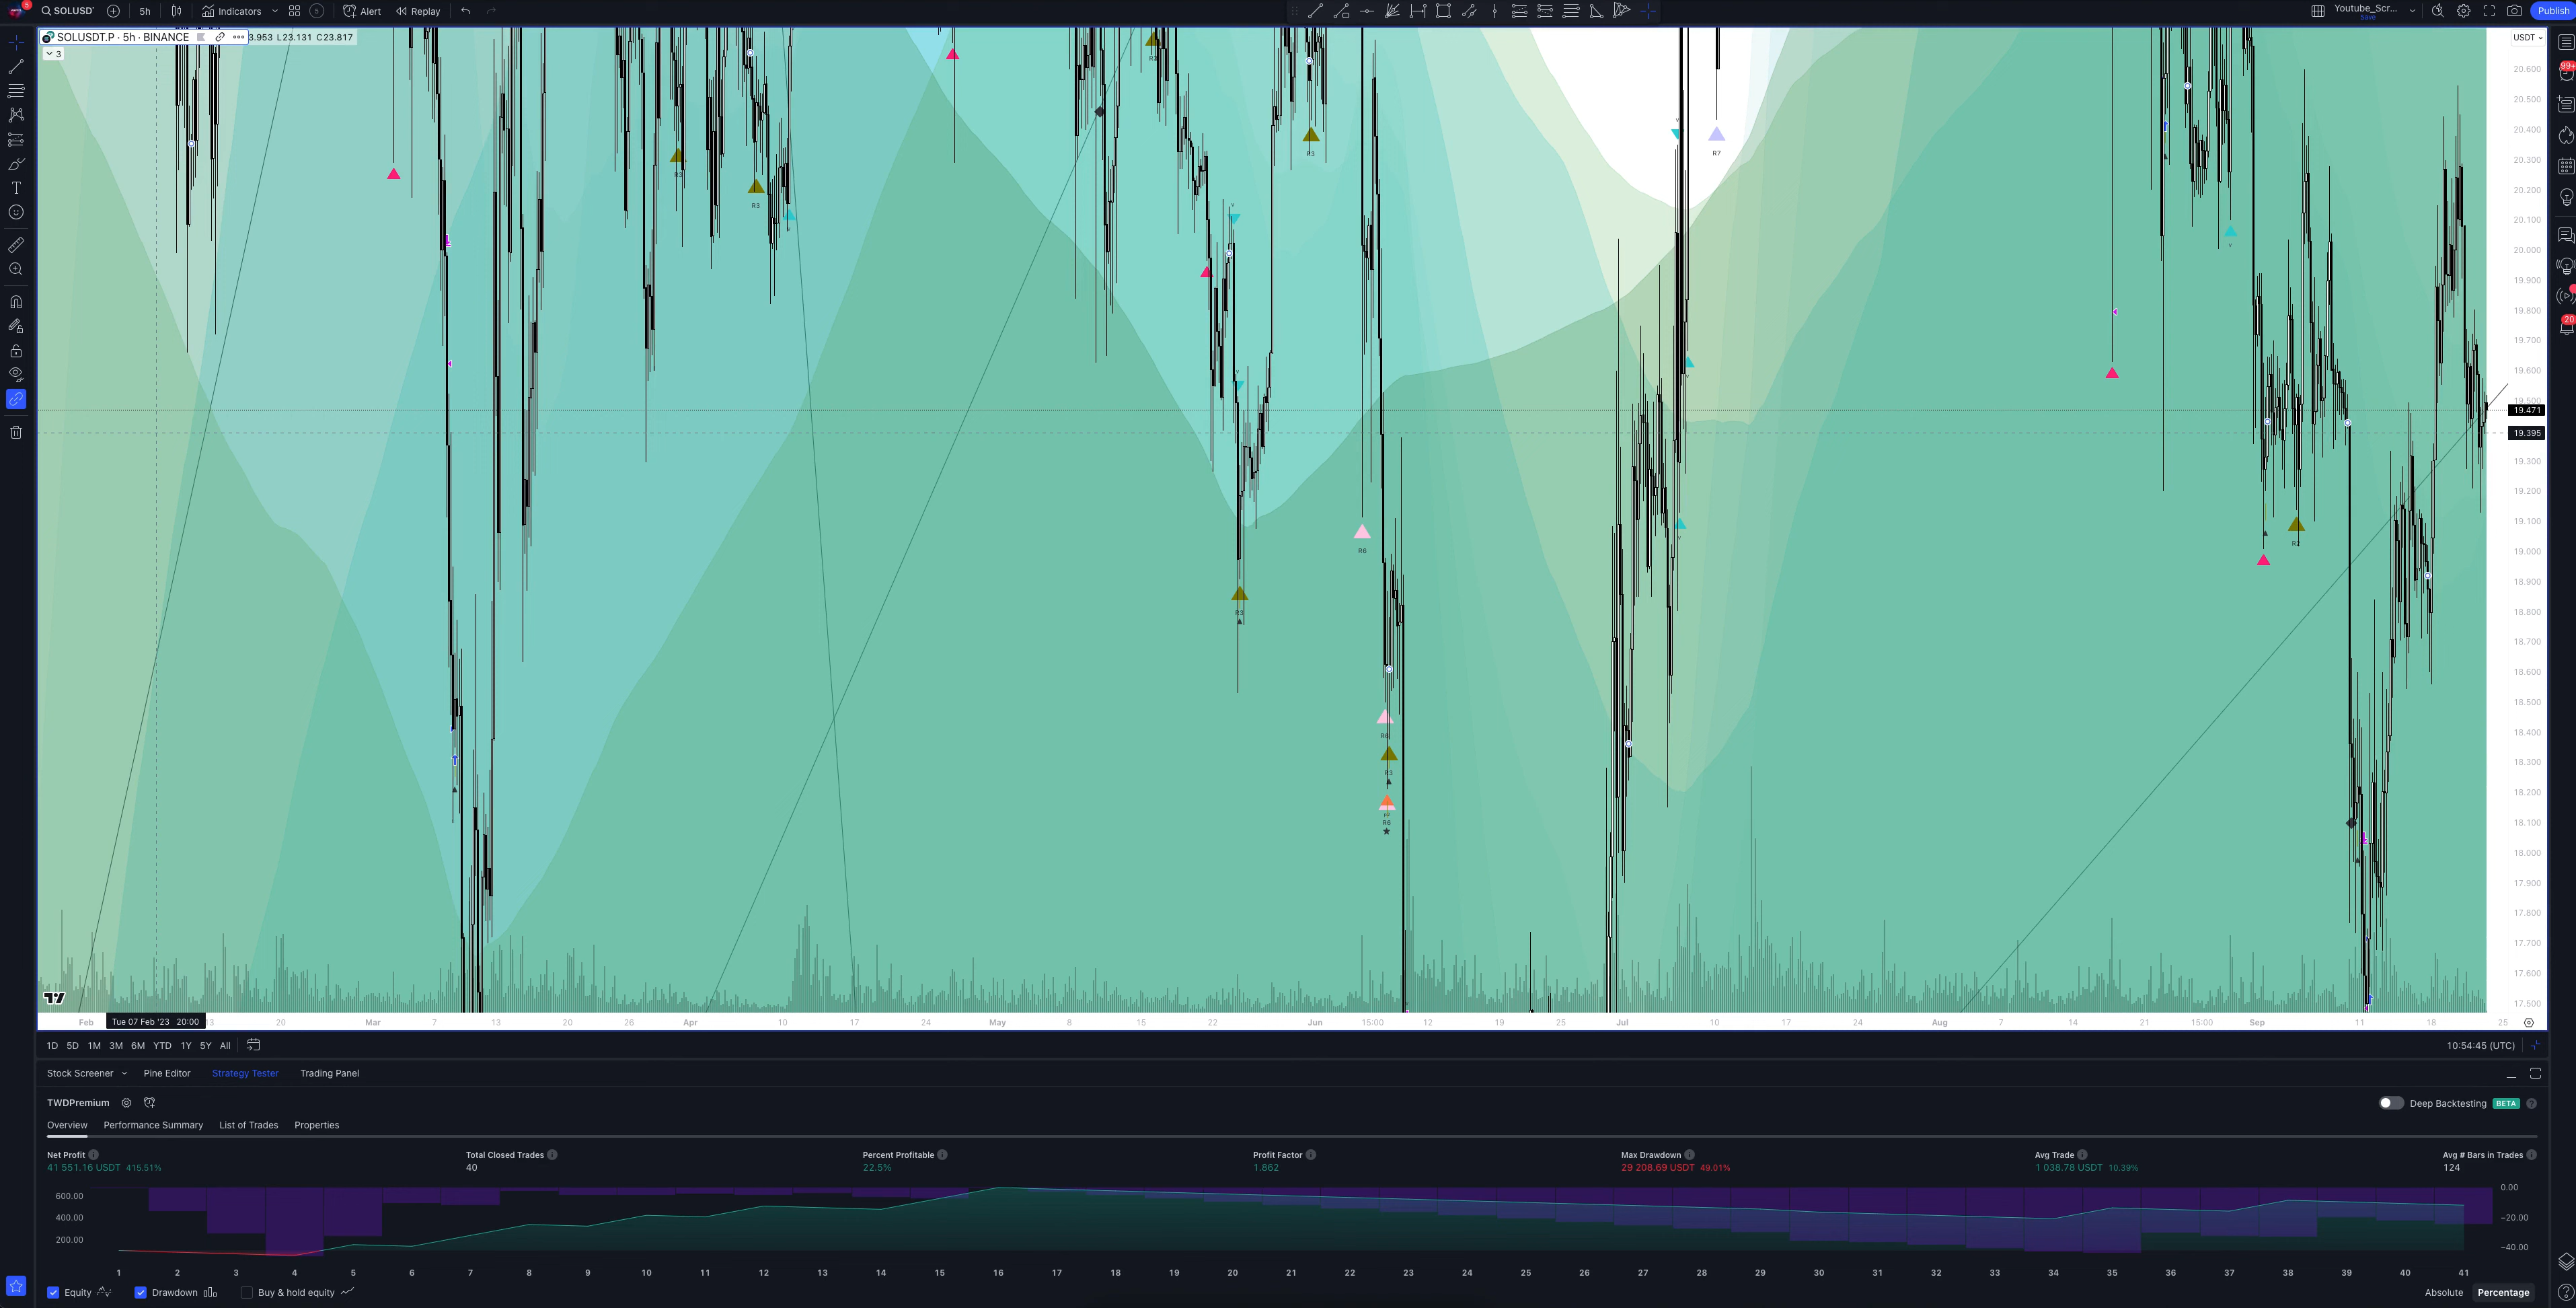 5
SOLUSD
5h
Indicators
5
Alert
Replay
Youtube_Scr...
Save
Publish
SOLUSDT.P · 5h · BINANCE
3.953 L23.131 C23.817
3
USDT
99+
20
20.600
20.500
20.400
20.300
20.200
20.100
20.000
19.900
19.800
19.700
19.600
19.500
19.471
19.395
19.300
19.200
19.100
19.000
18.900
18.800
18.700
18.600
18.500
18.400
18.300
18.200
18.100
18.000
17.900
17.800
17.700
17.600
17.500
R3
R3
R3
R7
R3
R6
R2
R3
R6
Feb
Tue 07 Feb '23 20:00
13 20 Mar 7 13 20 26 Apr 10 17 24 May 8 15 22 Jun 15:00 12 19 25 Jul 10 17 24 Aug 7 14 21 15:00 Sep 11 18 25
1D 5D 1M 3M 6M YTD 1Y 5Y All
10:54:45 (UTC)
Stock Screener Pine Editor Strategy Tester Trading Panel
TWDPremium
Deep Backtesting BETA
Overview Performance Summary List of Trades Properties
Net Profit Total Closed Trades Percent Profitable Profit Factor Max Drawdown Avg Trade Avg # Bars in Trades
41 551.16 USDT 415.51% 40 22.5% 1.862 29 208.69 USDT 49.01% 1 038.78 USDT 10.39% 124
600.00
400.00
200.00
0.00
−20.00
−40.00
1 2 3 4 5 6 7 8 9 10 11 12 13 14 15 16 17 18 19 20 21 22 23 24 25 26 27 28 29 30 31 32 33 34 35 36 37 38 39 40 41
Equity Drawdown Buy & hold equity
Absolute Percentage